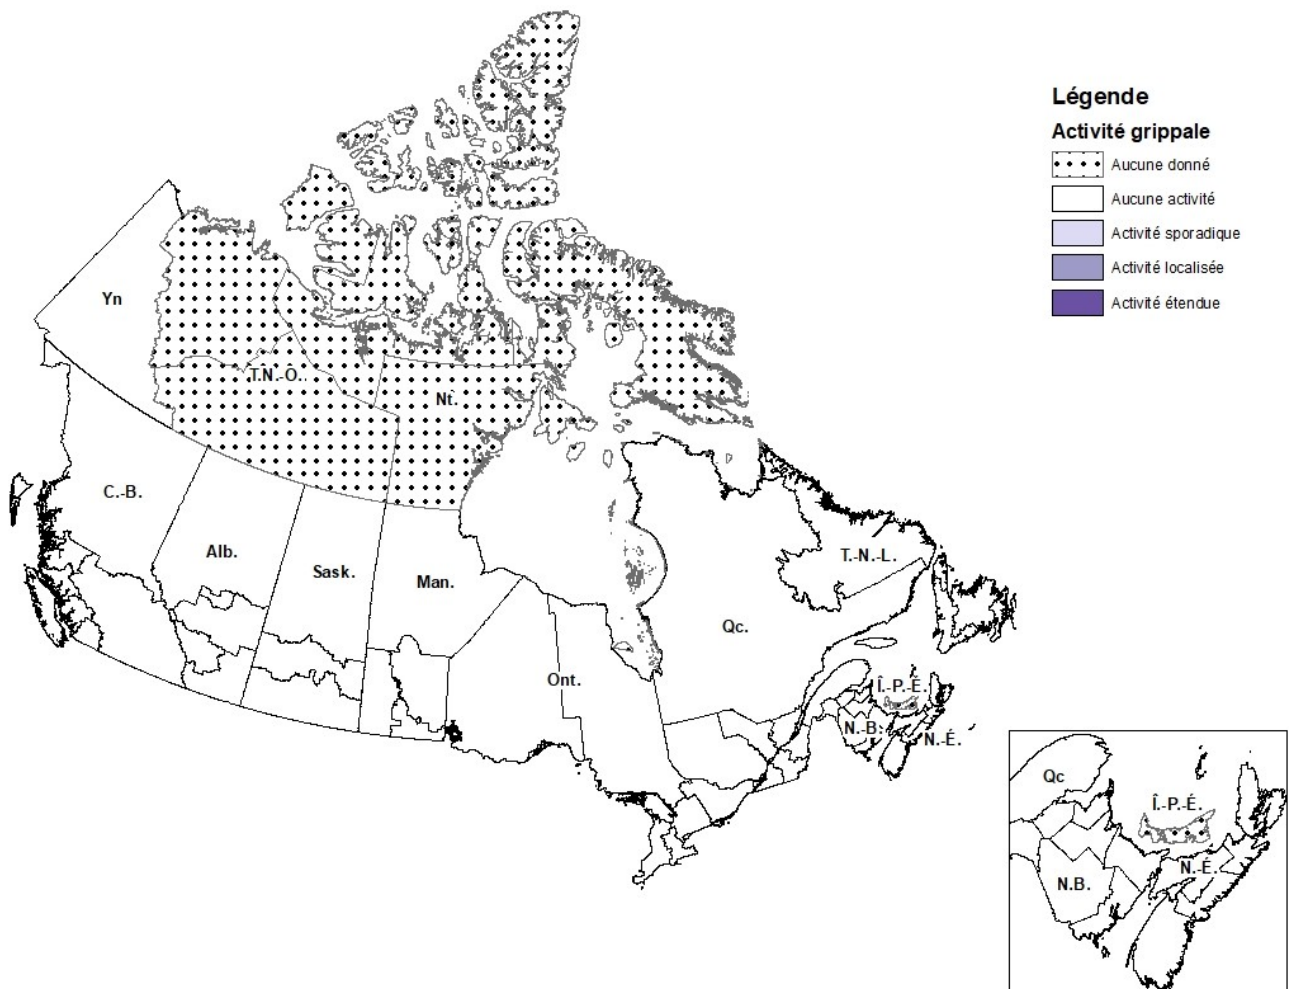 Légende
Activité grippale
Aucune donné
Aucune activité
Activité sporadique
Activité localisée
Activité étendue
Yn
T.N.-O.
Nt.
C.-B.
Alb.
Sask.
Man.
T.-N.-L.
Qc.
Ont.
Î.-P.-É.
N.-B.
N.-É.
Qc
Î.-P.-É.
N.-É.
N.B.